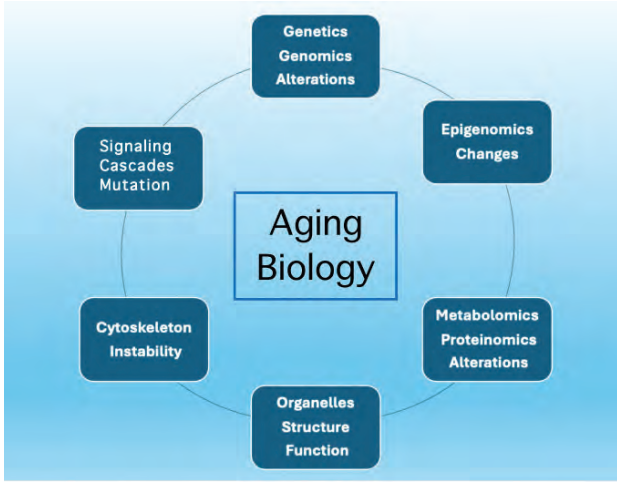 Genetics
Genomics
Alterations
Epigenomics
Changes
Metabolomics
Proteinomics
Alterations
Organelles
Structure
Function
Cytoskeleton
Instability
Signaling
Cascades
Mutation
Aging
Biology